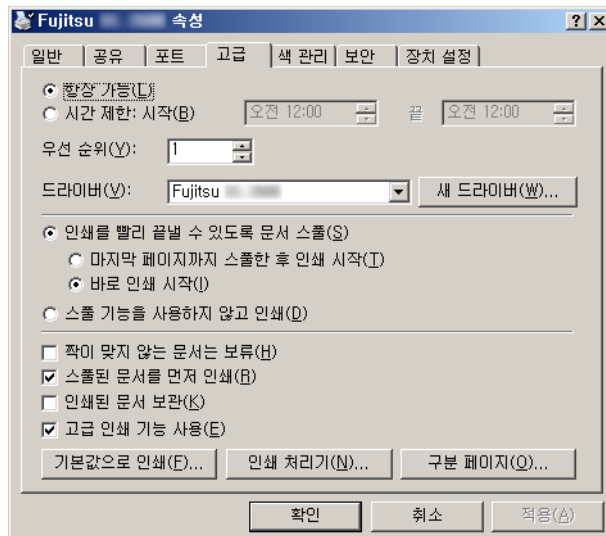 Fujitsu 속성
일반 공유 포트 고급 색 관리 보안 장치 설정
항상 가능(L)
시간 제한: 시작(B) 오전 12:00 끝 오전 12:00
우선 순위(Y): 1
드라이버(V): Fujitsu 새 드라이버(W)...
인쇄를 빨리 끝낼 수 있도록 문서 스풀(S)
마지막 페이지까지 스풀한 후 인쇄 시작(T)
바로 인쇄 시작(I)
스풀 기능을 사용하지 않고 인쇄(D)
짝이 맞지 않는 문서는 보류(H)
스풀된 문서를 먼저 인쇄(R)
인쇄된 문서 보관(K)
고급 인쇄 기능 사용(E)
기본값으로 인쇄(F)... 인쇄 처리기(N)... 구분 페이지(O)...
확인 취소 적용(A)